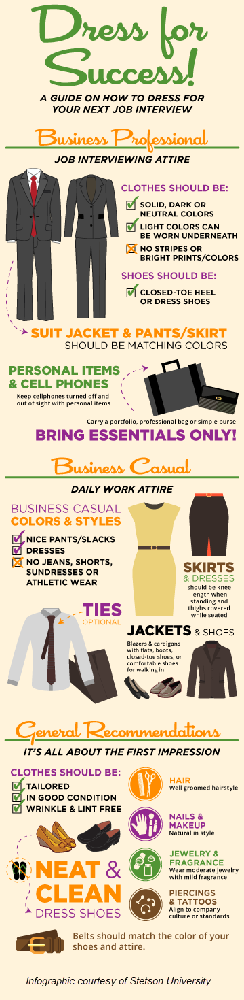 Dress for
Success!
A GUIDE ON HOW TO DRESS FOR
YOUR NEXT JOB INTERVIEW
Business Professional
JOB INTERVIEWING ATTIRE
CLOTHES SHOULD BE:
SOLID, DARK OR
NEUTRAL COLORS
LIGHT COLORS CAN
BE WORN UNDERNEATH
NO STRIPES OR
BRIGHT PRINTS/COLORS
SHOES SHOULD BE:
CLOSED-TOE HEEL
OR DRESS SHOES
SUIT JACKET & PANTS/SKIRT
SHOULD BE MATCHING COLORS
PERSONAL ITEMS
& CELL PHONES
Keep cellphones turned off and
out of sight with personal items
Carry a portfolio, professional bag or simple purse
BRING ESSENTIALS ONLY!
Business Casual
DAILY WORK ATTIRE
BUSINESS CASUAL
COLORS & STYLES
NICE PANTS/SLACKS
DRESSES
NO JEANS, SHORTS,
SUNDRESSES OR
ATHLETIC WEAR
SKIRTS
& DRESSES
should be knee
length when
standing and
thighs covered
while seated
TIES
OPTIONAL
JACKETS & SHOES
Blazers & cardigans
with flats, boots,
closed-toe shoes, or
comfortable shoes
for walking in
General Recommendations
IT'S ALL ABOUT THE FIRST IMPRESSION
CLOTHES SHOULD BE:
TAILORED
IN GOOD CONDITION
WRINKLE & LINT FREE
NEAT &
CLEAN
DRESS SHOES
HAIR
Well groomed hairstyle
NAILS &
MAKEUP
Natural in style
JEWELRY &
FRAGRANCE
Wear moderate jewelry
with mild fragrance
PIERCINGS
& TATTOOS
Align to company
culture or standards
Belts should match the color of your
shoes and attire.
Infographic courtesy of Stetson University.